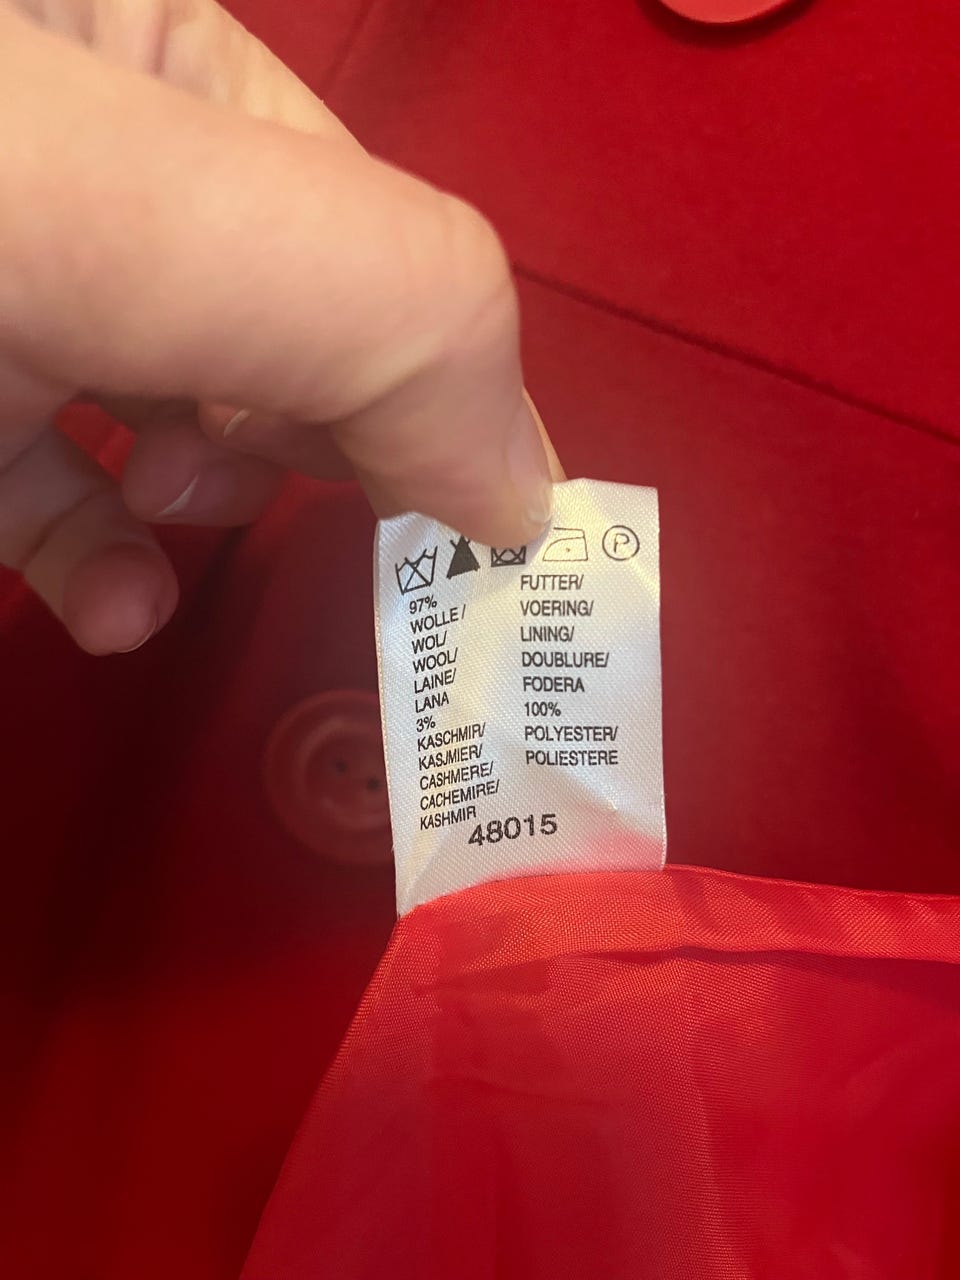 97%
WOLLE/
WOL/
WOOL/
LAINE/
LANA
3%
KASCHMIR/
KASJMIER/
CASHMERE/
CACHEMIRE/
KASHMIR
FUTTER/
VOERING/
LINING/
DOUBLURE/
FODERA
100%
POLYESTER/
POLIESTERE
48015
P